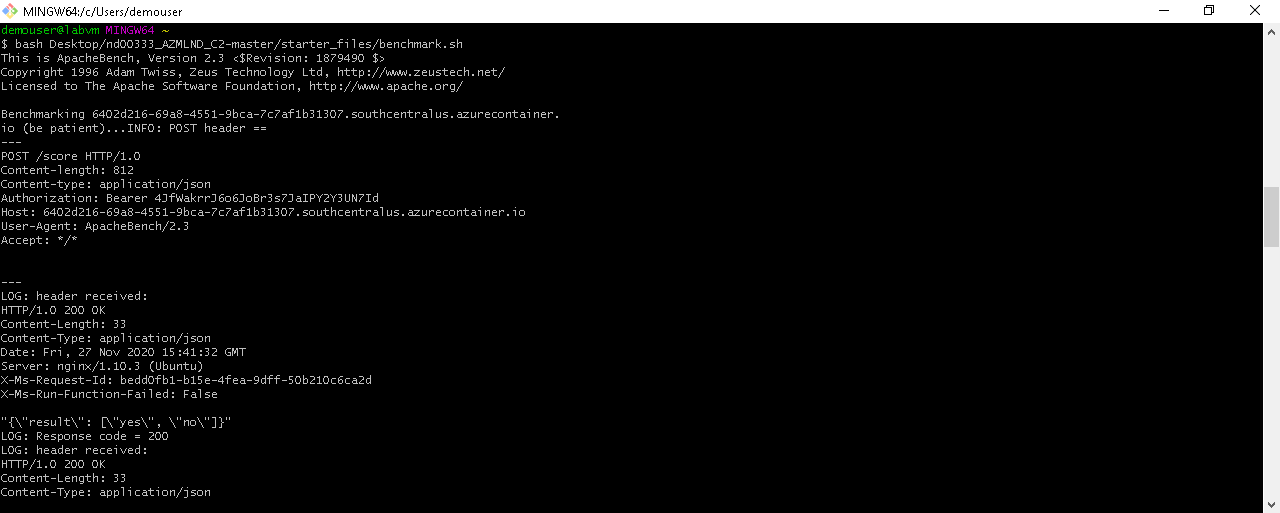 MINGW64:/c/Users/demouser
demouser@labvm MINGW64 ~
$ bash Desktop/nd00333_AZMLND_C2-master/starter_files/benchmark.sh
This is ApacheBench, Version 2.3 <$Revision: 1879490 $>
Copyright 1996 Adam Twiss, Zeus Technology Ltd, http://www.zeustech.net/
Licensed to The Apache Software Foundation, http://www.apache.org/
Benchmarking 6402d216-69a8-4551-9bca-7c7af1b31307.southcentralus.azurecontainer.
io (be patient)...INFO: POST header ==
---
POST /score HTTP/1.0
Content-length: 812
Content-type: application/json
Authorization: Bearer 4JfWakrrJ6o6JoBr3s7JaIPY2Y3UN7Id
Host: 6402d216-69a8-4551-9bca-7c7af1b31307.southcentralus.azurecontainer.io
User-Agent: ApacheBench/2.3
Accept: */*
---
LOG: header received:
HTTP/1.0 200 OK
Content-Length: 33
Content-Type: application/json
Date: Fri, 27 Nov 2020 15:41:32 GMT
Server: nginx/1.10.3 (Ubuntu)
X-Ms-Request-Id: bedd0fb1-b15e-4fea-9dff-50b210c6ca2d
X-Ms-Run-Function-Failed: False
"{\"result\": [\"yes\", \"no\"]}"
LOG: Response code = 200
LOG: header received:
HTTP/1.0 200 OK
Content-Length: 33
Content-Type: application/json